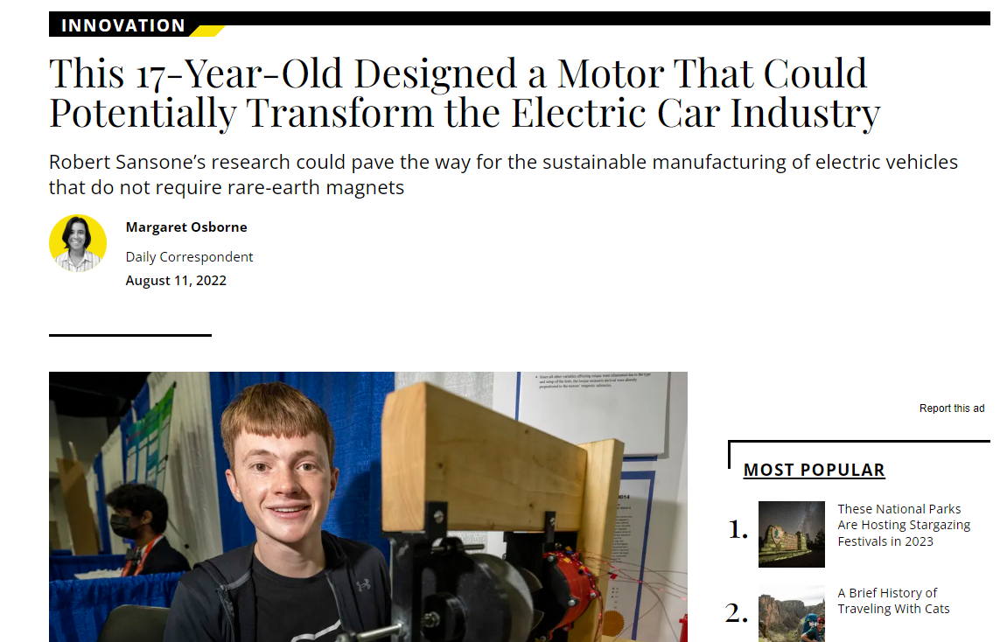 INNOVATION
This 17-Year-Old Designed a Motor That Could
Potentially Transform the Electric Car Industry
Robert Sansone’s research could pave the way for the sustainable manufacturing of electric vehicles
that do not require rare-earth magnets
Margaret Osborne
Daily Correspondent
August 11, 2022
Report this ad
MOST POPULAR
1.
These National Parks
Are Hosting Stargazing
Festivals in 2023
2.
A Brief History of
Traveling With Cats